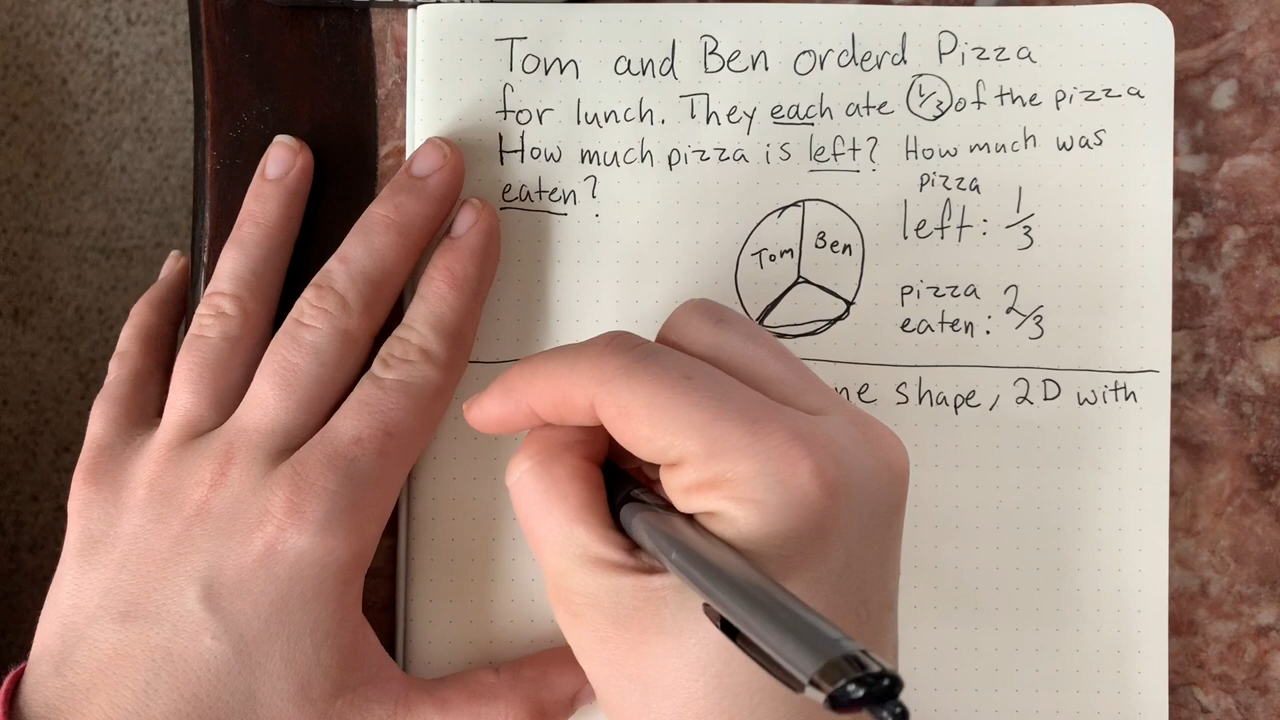 Tom and Ben orderd Pizza
for lunch. They each ate 1/3 of the pizza
How much pizza is left? How much was
eaten?
Tom Ben
pizza
left: 1/3
pizza
eaten: 2/3
shape, 2D with